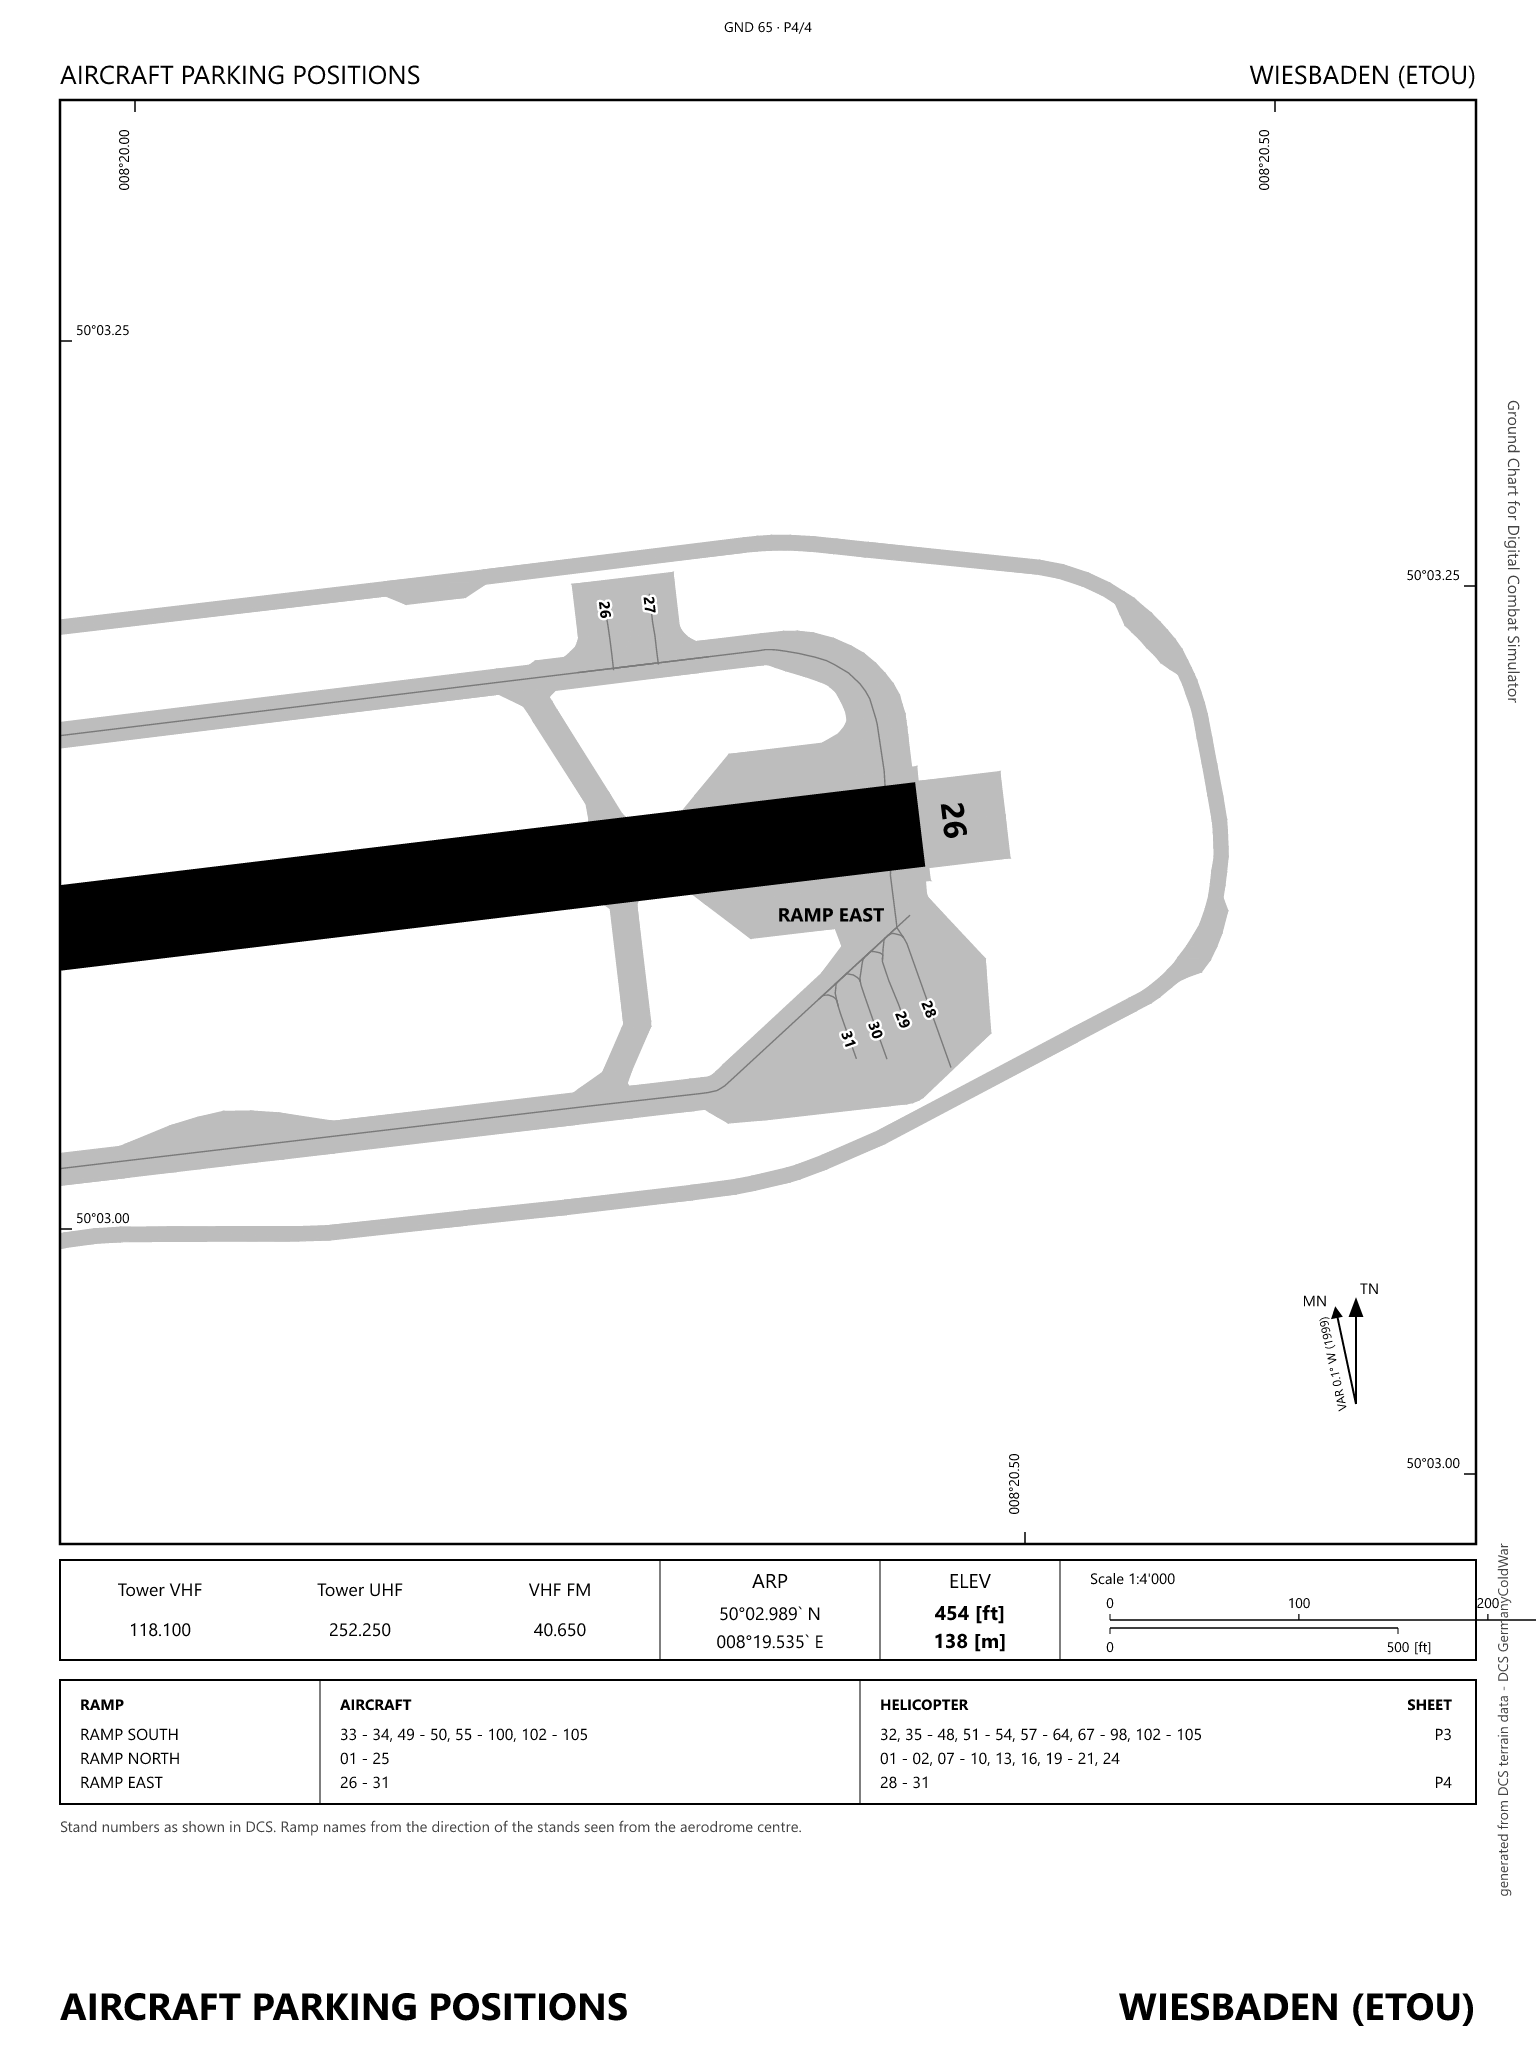 GND 65 · P4/4
AIRCRAFT PARKING POSITIONS
WIESBADEN (ETOU)
008°20.00
008°20.50
50°03.25
50°03.25
Ground Chart for Digital Combat Simulator
26
27
26
RAMP EAST
28
29
30
31
50°03.00
TN
MN
VAR 0.1° W (1999)
008°20.50
50°03.00
Tower VHF
118.100
Tower UHF
252.250
VHF FM
40.650
ARP
50°02.989` N
008°19.535` E
ELEV
454 [ft]
138 [m]
Scale 1:4'000
0 100 200
0 500 [ft]
generated from DCS terrain data - DCS GermanyColdWar
RAMP AIRCRAFT HELICOPTER SHEET
RAMP SOUTH 33 - 34, 49 - 50, 55 - 100, 102 - 105 32, 35 - 48, 51 - 54, 57 - 64, 67 - 98, 102 - 105 P3
RAMP NORTH 01 - 25 01 - 02, 07 - 10, 13, 16, 19 - 21, 24
RAMP EAST 26 - 31 28 - 31 P4
Stand numbers as shown in DCS. Ramp names from the direction of the stands seen from the aerodrome centre.
AIRCRAFT PARKING POSITIONS
WIESBADEN (ETOU)